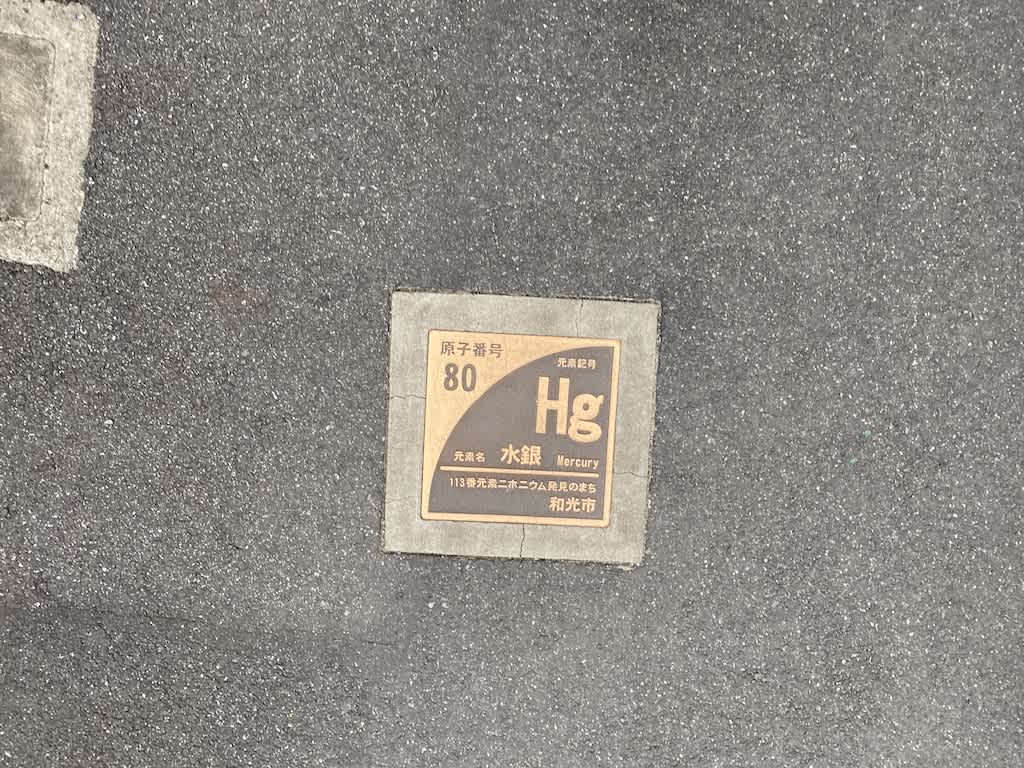 原子番号
80
元素記号
Hg
元素名 水銀 Mercury
113番元素ニホニウム発見のまち
和光市